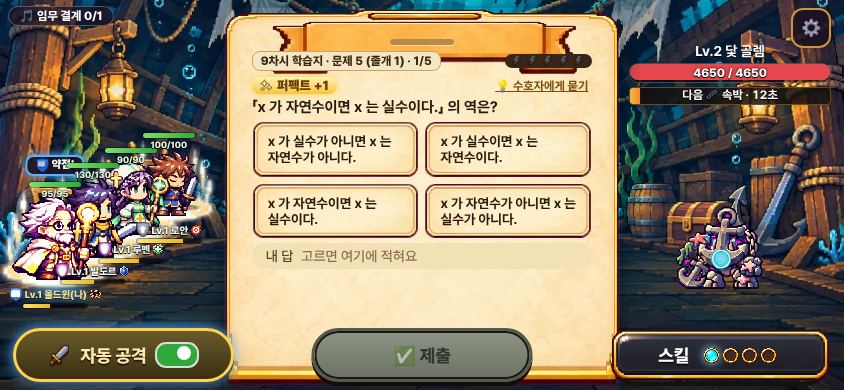 🎵 임무 결계 0/1
9차시 학습지 · 문제 5 (졸개 1) · 1/5
퍼펙트 +1
💡 수호자에게 묻기
「x 가 자연수이면 x 는 실수이다.」 의 역은?
x 가 실수가 아니면 x 는
자연수가 아니다.
x 가 실수이면 x 는
자연수이다.
x 가 자연수이면 x 는
실수이다.
x 가 자연수가 아니면 x 는
실수가 아니다.
내 답 고르면 여기에 적혀요
✅ 제출
Lv.2 닻 골렘
4650 / 4650
다음 🔗 속박 · 12초
100/100
90/90
약점!
130/130
95/95
Lv.1 로안
Lv.1 루멘
Lv.1 발도르
Lv.1 올드윈(나)
자동 공격
스킬